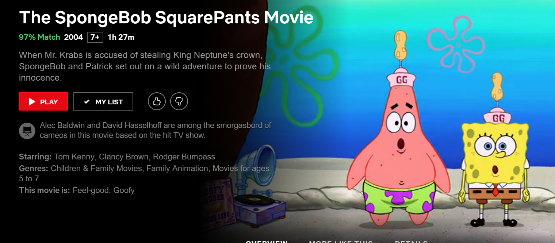 The SpongeBob SquarePants Movie
97% Match 2004 7+ 1h 27m
When Mr. Krabs is accused of stealing King Neptune's crown,
SpongeBob and Patrick set out on a wild adventure to prove his
innocence.
PLAY
MY LIST
Alec Baldwin and David Hasselhoff are among the smorgasbord of
cameos in this movie based on the hit TV show.
Starring: Tom Kenny, Clancy Brown, Rodger Bumpass
Genres: Children & Family Movies, Family Animation, Movies for ages
5 to 7
This movie is: Feel-good, Goofy
GG
GG
OVERVIEW MORE LIKE THIS DETAILS